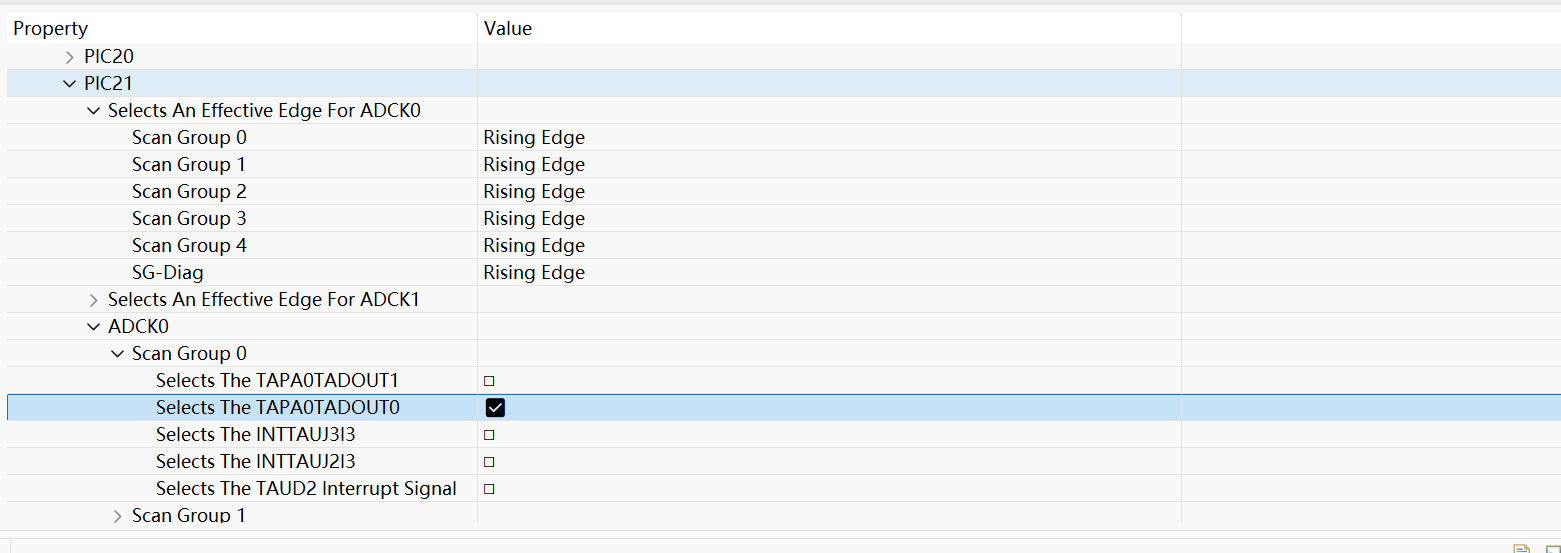 Property Value
PIC20
PIC21
Selects An Effective Edge For ADCK0
Scan Group 0 Rising Edge
Scan Group 1 Rising Edge
Scan Group 2 Rising Edge
Scan Group 3 Rising Edge
Scan Group 4 Rising Edge
SG-Diag Rising Edge
Selects An Effective Edge For ADCK1
ADCK0
Scan Group 0
Selects The TAPA0TADOUT1
Selects The TAPA0TADOUT0
Selects The INTTAUJ3I3
Selects The INTTAUJ2I3
Selects The TAUD2 Interrupt Signal
Scan Group 1